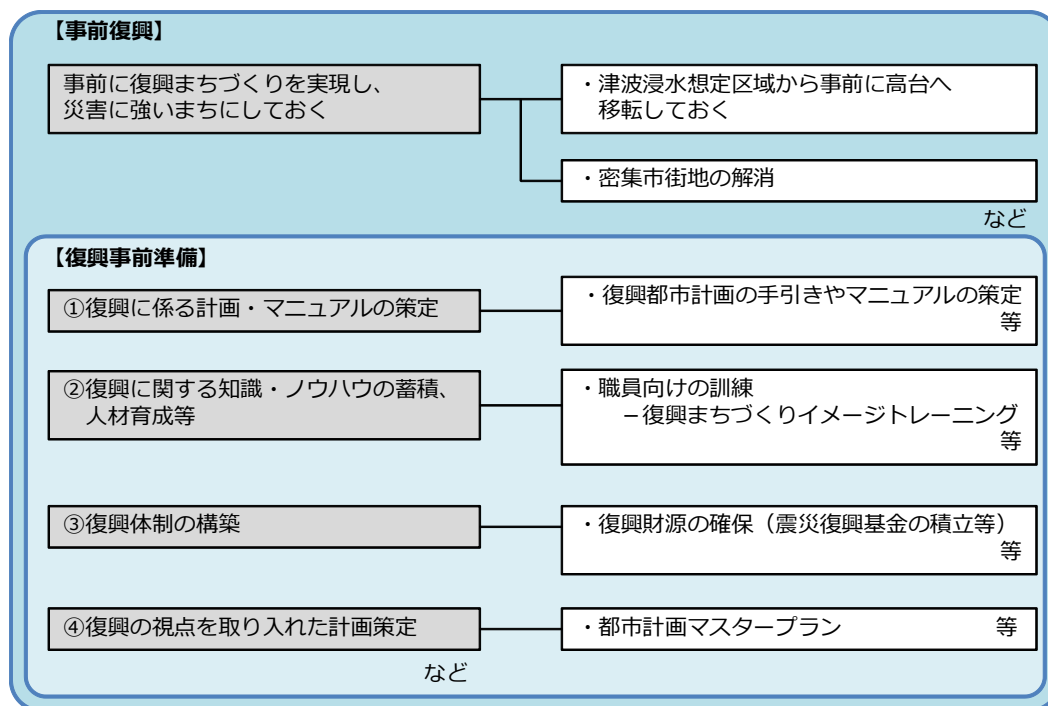 【事前復興】
事前に復興まちづくりを実現し、
災害に強いまちにしておく
・津波浸水想定区域から事前に高台へ
移転しておく
・密集市街地の解消
など
【復興事前準備】
①復興に係る計画・マニュアルの策定
・復興都市計画の手引きやマニュアルの策定
等
②復興に関する知識・ノウハウの蓄積、
人材育成等
・職員向けの訓練
－復興まちづくりイメージトレーニング
等
③復興体制の構築
・復興財源の確保（震災復興基金の積立等）
等
④復興の視点を取り入れた計画策定
・都市計画マスタープラン 等
など